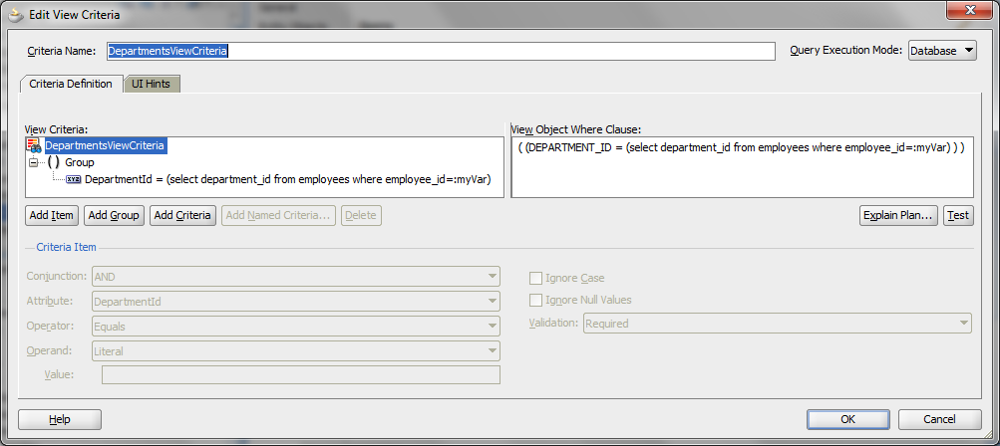 Edit View Criteria
Criteria Name: DepartmentsViewCriteria Query Execution Mode: Database
Criteria Definition UI Hints
View Criteria: View Object Where Clause:
DepartmentsViewCriteria ( (DEPARTMENT_ID = (select department_id from employees where employee_id=:myVar) ) )
( ) Group
XYZ DepartmentId = (select department_id from employees where employee_id=:myVar)
Add Item Add Group Add Criteria Add Named Criteria... Delete Explain Plan... Test
Criteria Item
Conjunction: AND Ignore Case
Attribute: DepartmentId Ignore Null Values
Operator: Equals Validation: Required
Operand: Literal
Value:
Help OK Cancel